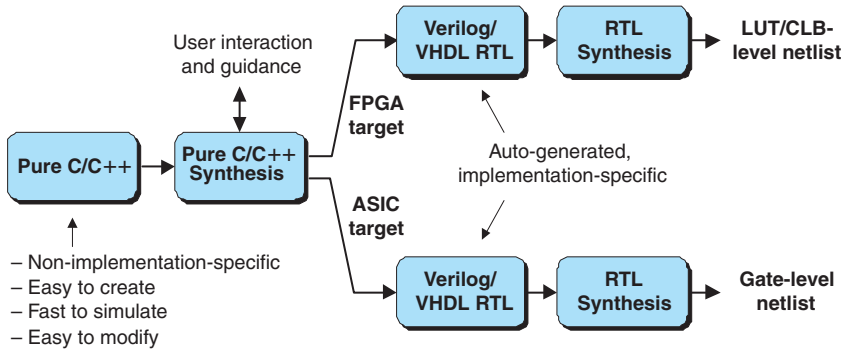 User interaction
and guidance
Verilog/
VHDL RTL
RTL
Synthesis
LUT/CLB-
level netlist
FPGA
target
Pure C/C++
Pure C/C++
Synthesis
Auto-generated,
implementation-specific
ASIC
target
– Non-implementation-specific
– Easy to create
– Fast to simulate
– Easy to modify
Verilog/
VHDL RTL
RTL
Synthesis
Gate-level
netlist